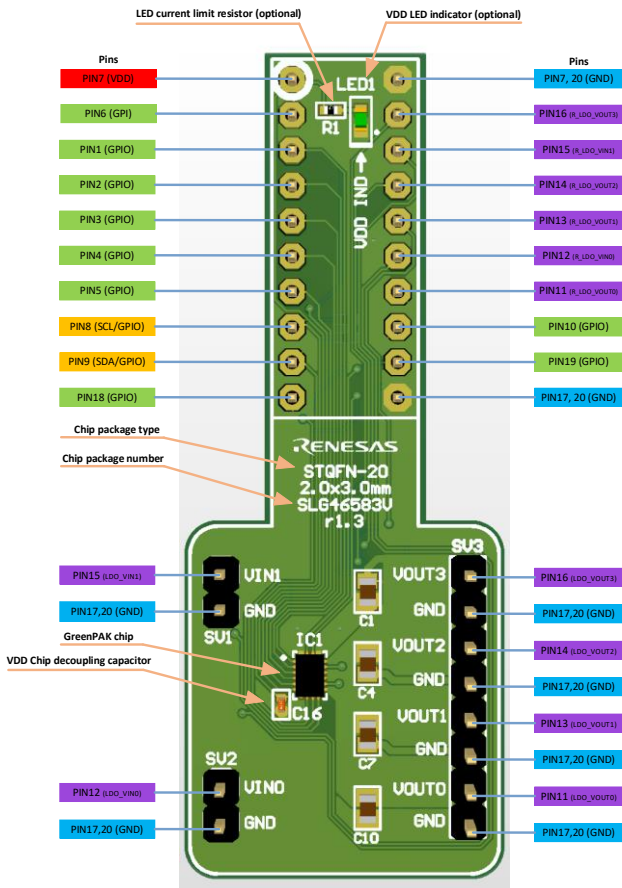 LED current limit resistor (optional)
VDD LED indicator (optional)
Pins
Pins
PIN7 (VDD)
PIN7, 20 (GND)
LED1
PIN6 (GPI)
PIN16 (R_LDO_VOUT3)
R1
PIN1 (GPIO)
PIN15 (R_LDO_VIN1)
PIN2 (GPIO)
PIN14 (R_LDO_VOUT2)
VDD IND
PIN3 (GPIO)
PIN13 (R_LDO_VOUT1)
PIN4 (GPIO)
PIN12 (R_LDO_VIN0)
PIN5 (GPIO)
PIN11 (R_LDO_VOUT0)
PIN8 (SCL/GPIO)
PIN10 (GPIO)
PIN9 (SDA/GPIO)
PIN19 (GPIO)
PIN18 (GPIO)
PIN17, 20 (GND)
Chip package type
RENESAS
Chip package number
STQFN-20
2.0x3.0mm
SLG46583V
r1.3
SV3
PIN15 (LDO_VIN1)
VIN1
VOUT3
PIN16 (LDO_VOUT3)
PIN17,20 (GND)
GND
C1
GND
PIN17,20 (GND)
SV1
GreenPAK chip
IC1
VOUT2
PIN14 (LDO_VOUT2)
VDD Chip decoupling capacitor
GND
PIN17,20 (GND)
C4
C16
VOUT1
PIN13 (LDO_VOUT1)
GND
PIN17,20 (GND)
SV2
C7
PIN12 (LDO_VIN0)
VIN0
VOUT0
PIN11 (LDO_VOUT0)
PIN17,20 (GND)
GND
GND
PIN17,20 (GND)
C10